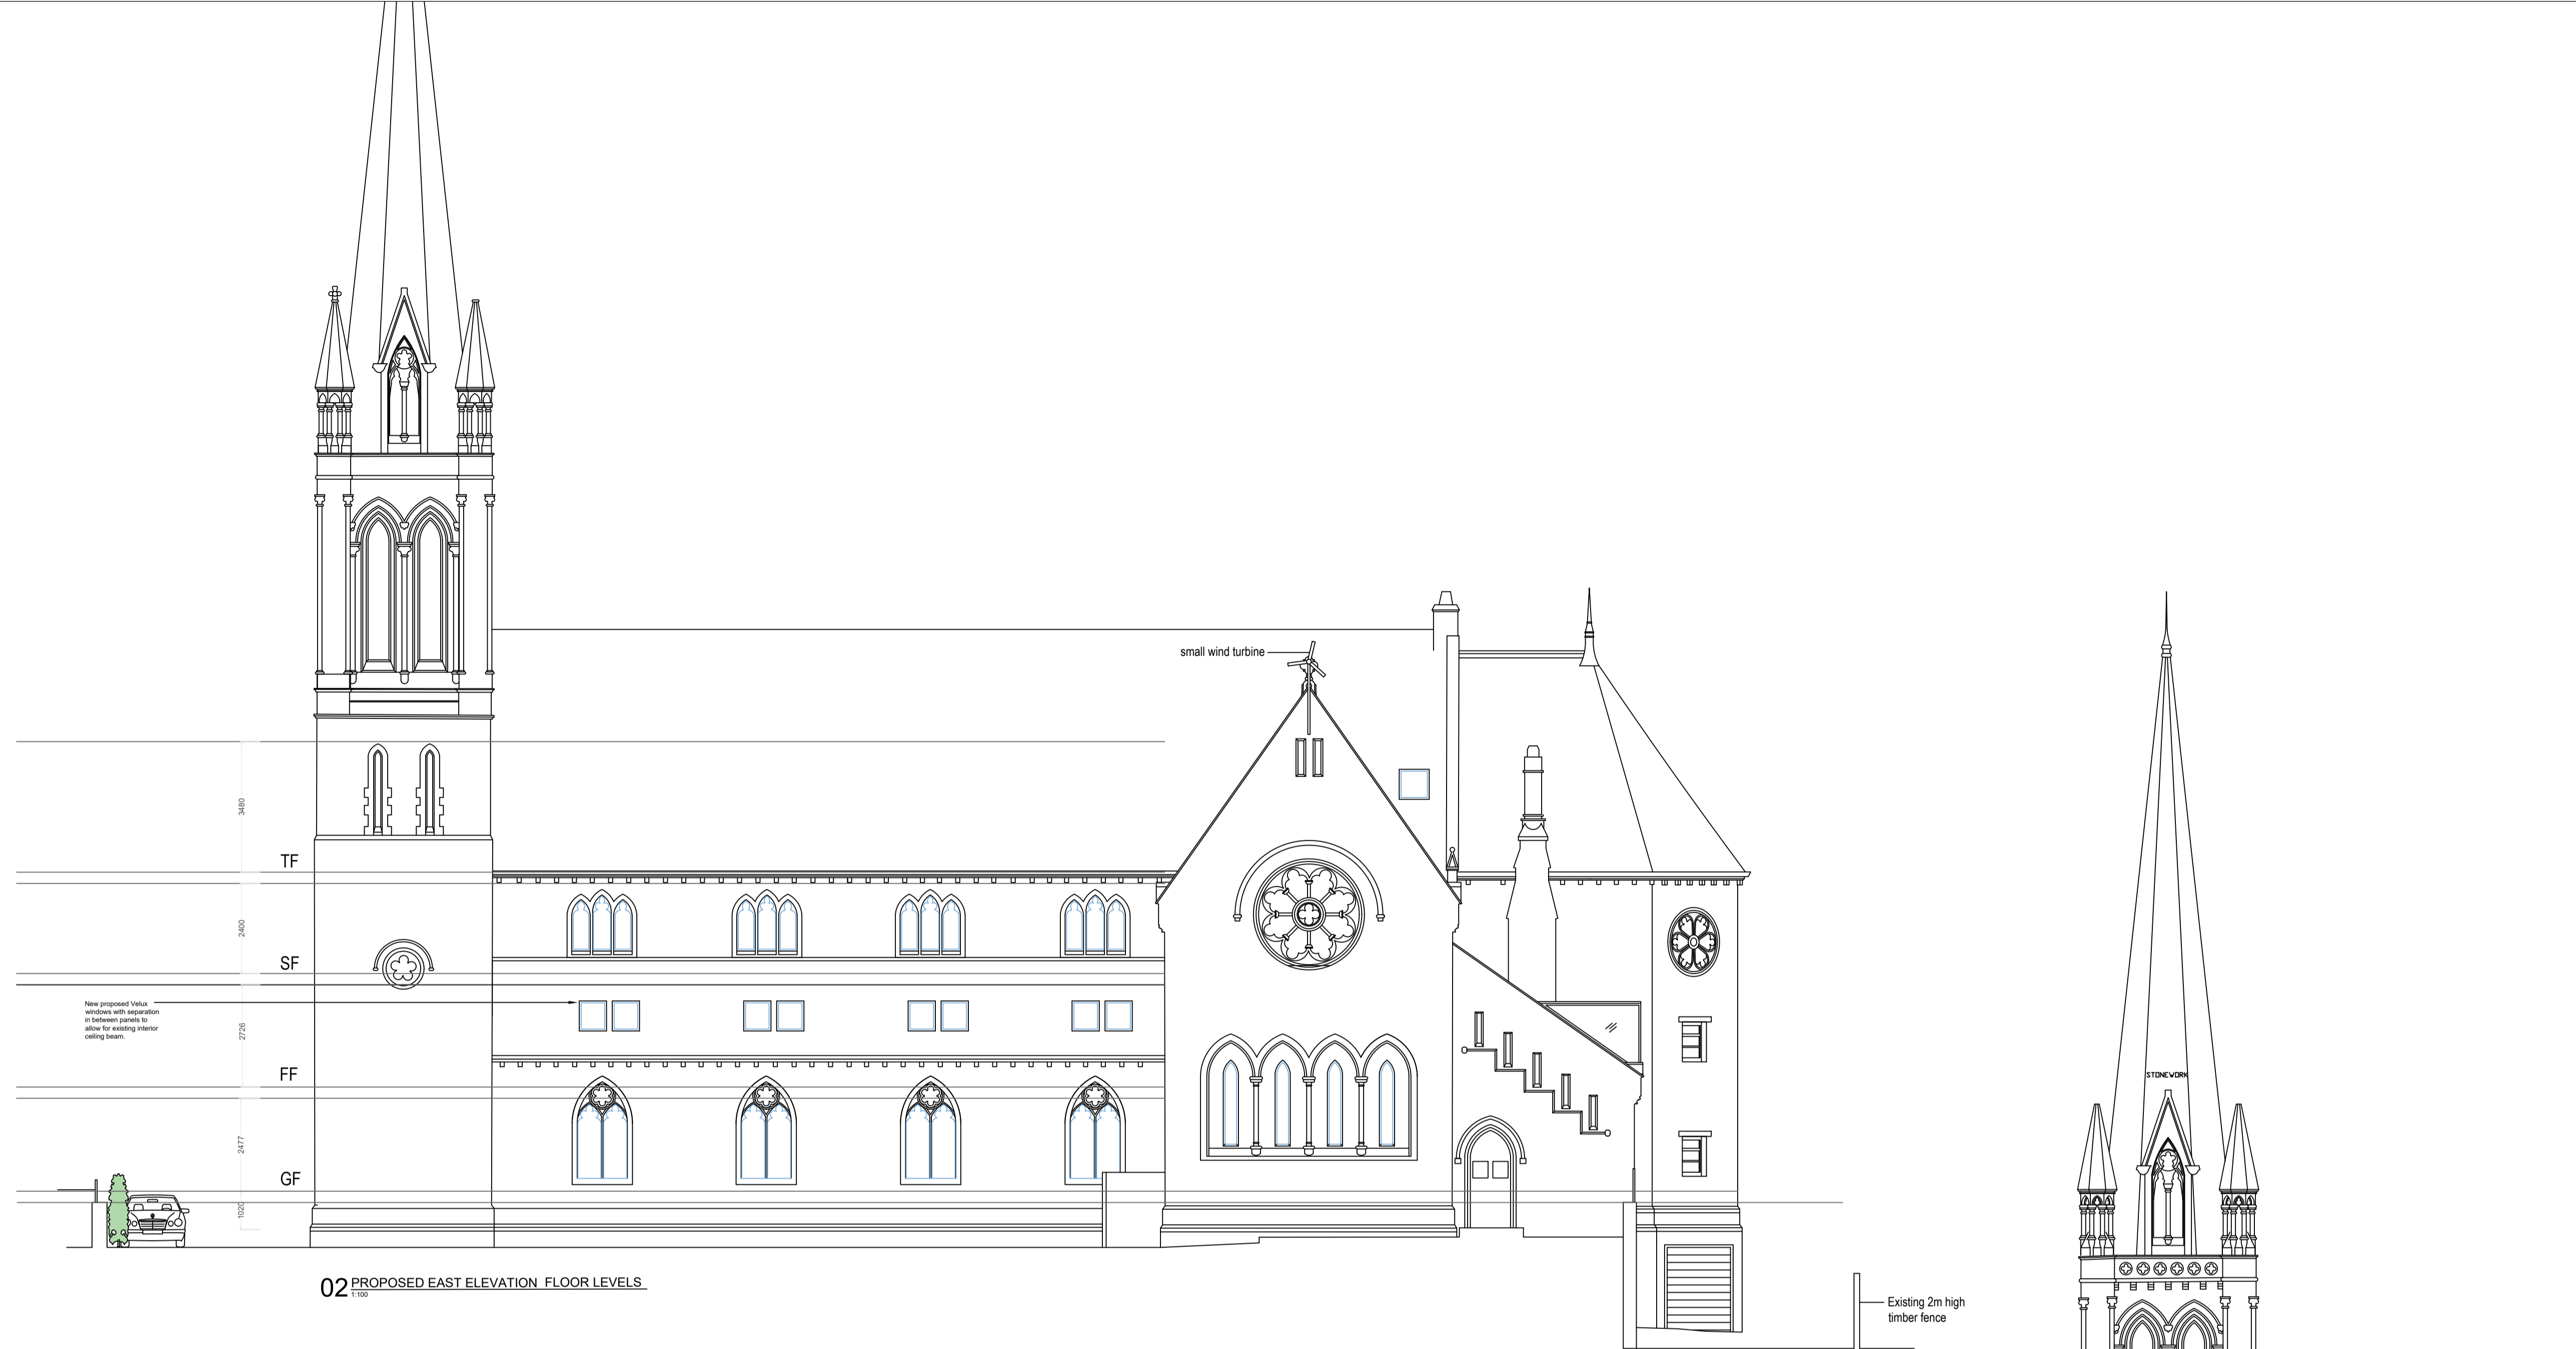 small wind turbine
3480
TF
2400
SF
New proposed Velux
windows with separation
in between panels to
allow for existing interior
ceiling beam.
2726
FF
STONEWORK
2477
GF
1020
02 PROPOSED EAST ELEVATION FLOOR LEVELS
1:100
Existing 2m high
timber fence